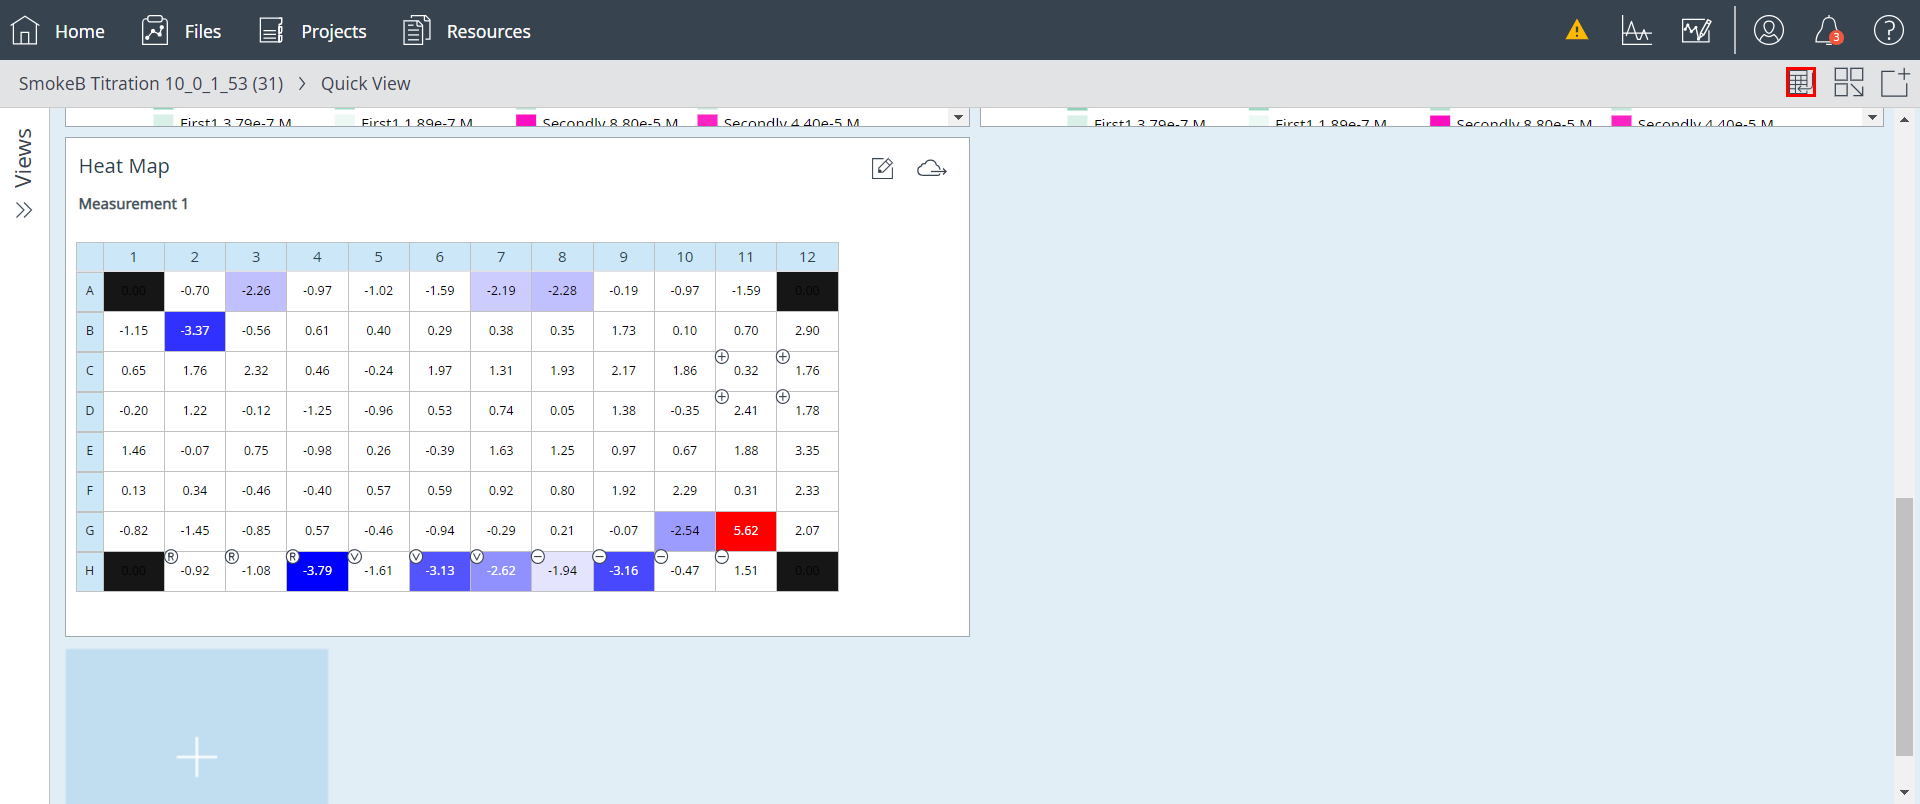 Home Files Projects Resources 3 ?
SmokeB Titration 10_0_1_53 (31) > Quick View
Views
First1 3.79e-7 M First1 1.89e-7 M Secondly 8.80e-5 M Secondly 4.40e-5 M First1 3.79e-7 M First1 1.89e-7 M Secondly 8.80e-5 M Secondly 4.40e-5 M
Heat Map
Measurement 1
1 2 3 4 5 6 7 8 9 10 11 12
A 0.00 -0.70 -2.26 -0.97 -1.02 -1.59 -2.19 -2.28 -0.19 -0.97 -1.59 0.00
B -1.15 -3.37 -0.56 0.61 0.40 0.29 0.38 0.35 1.73 0.10 0.70 2.90
C 0.65 1.76 2.32 0.46 -0.24 1.97 1.31 1.93 2.17 1.86 0.32 1.76
D -0.20 1.22 -0.12 -1.25 -0.96 0.53 0.74 0.05 1.38 -0.35 2.41 1.78
E 1.46 -0.07 0.75 -0.98 0.26 -0.39 1.63 1.25 0.97 0.67 1.88 3.35
F 0.13 0.34 -0.46 -0.40 0.57 0.59 0.92 0.80 1.92 2.29 0.31 2.33
G -0.82 -1.45 -0.85 0.57 -0.46 -0.94 -0.29 0.21 -0.07 -2.54 5.62 2.07
R R R V V V
H 0.00 -0.92 -1.08 -3.79 -1.61 -3.13 -2.62 -1.94 -3.16 -0.47 1.51 0.00